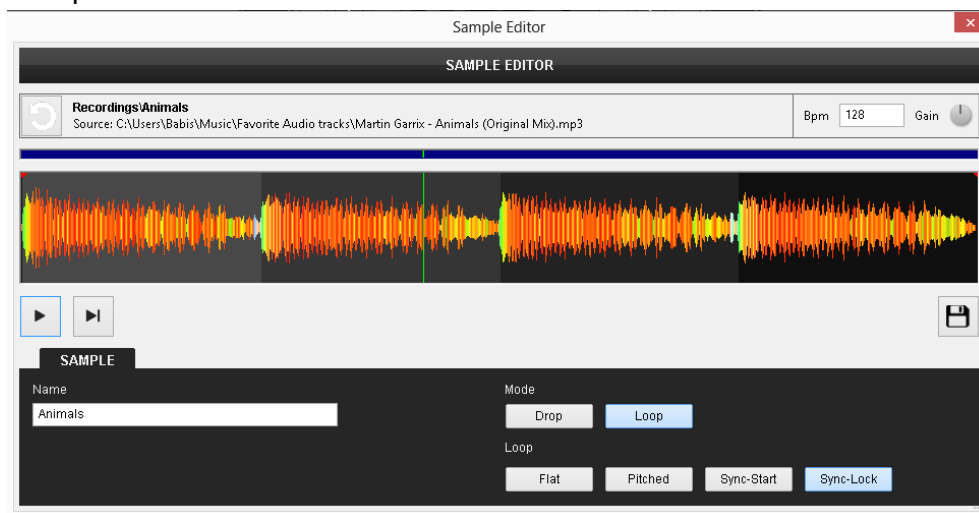 Sample Editor
SAMPLE EDITOR
Recordings\Animals
Source: C:\Users\Babis\Music\Favorite Audio tracks\Martin Garrix - Animals (Original Mix).mp3
Bpm 128 Gain
SAMPLE
Name
Animals
Mode
Drop Loop
Loop
Flat Pitched Sync-Start Sync-Lock